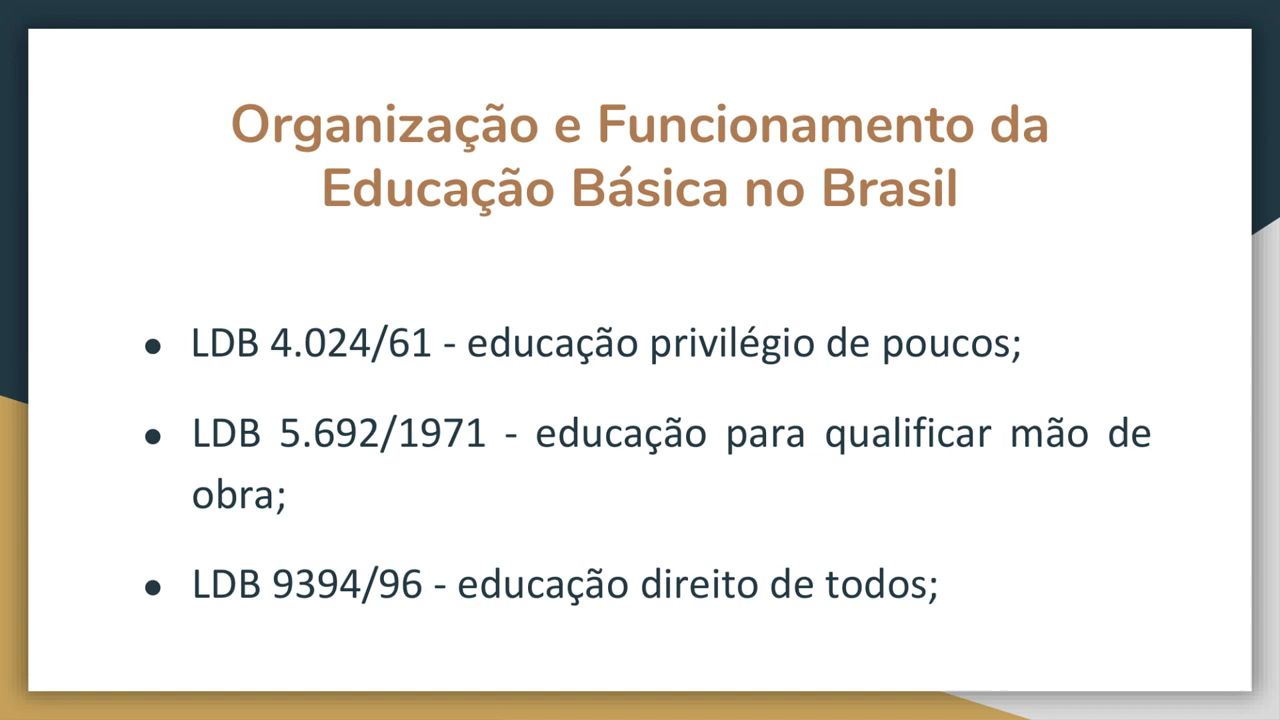 Organização e Funcionamento da
Educação Básica no Brasil
● LDB 4.024/61 - educação privilégio de poucos;
● LDB 5.692/1971 - educação para qualificar mão de
obra;
● LDB 9394/96 - educação direito de todos;